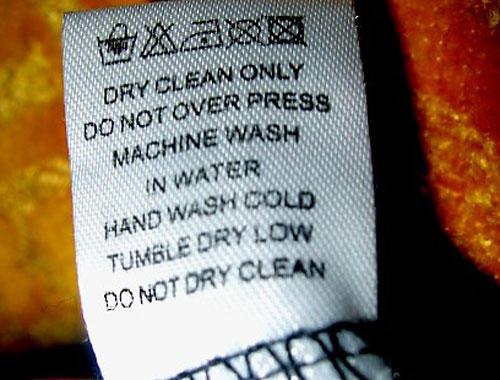 DRY CLEAN ONLY
DO NOT OVER PRESS
MACHINE WASH
IN WATER
HAND WASH COLD
TUMBLE DRY LOW
DO NOT DRY CLEAN